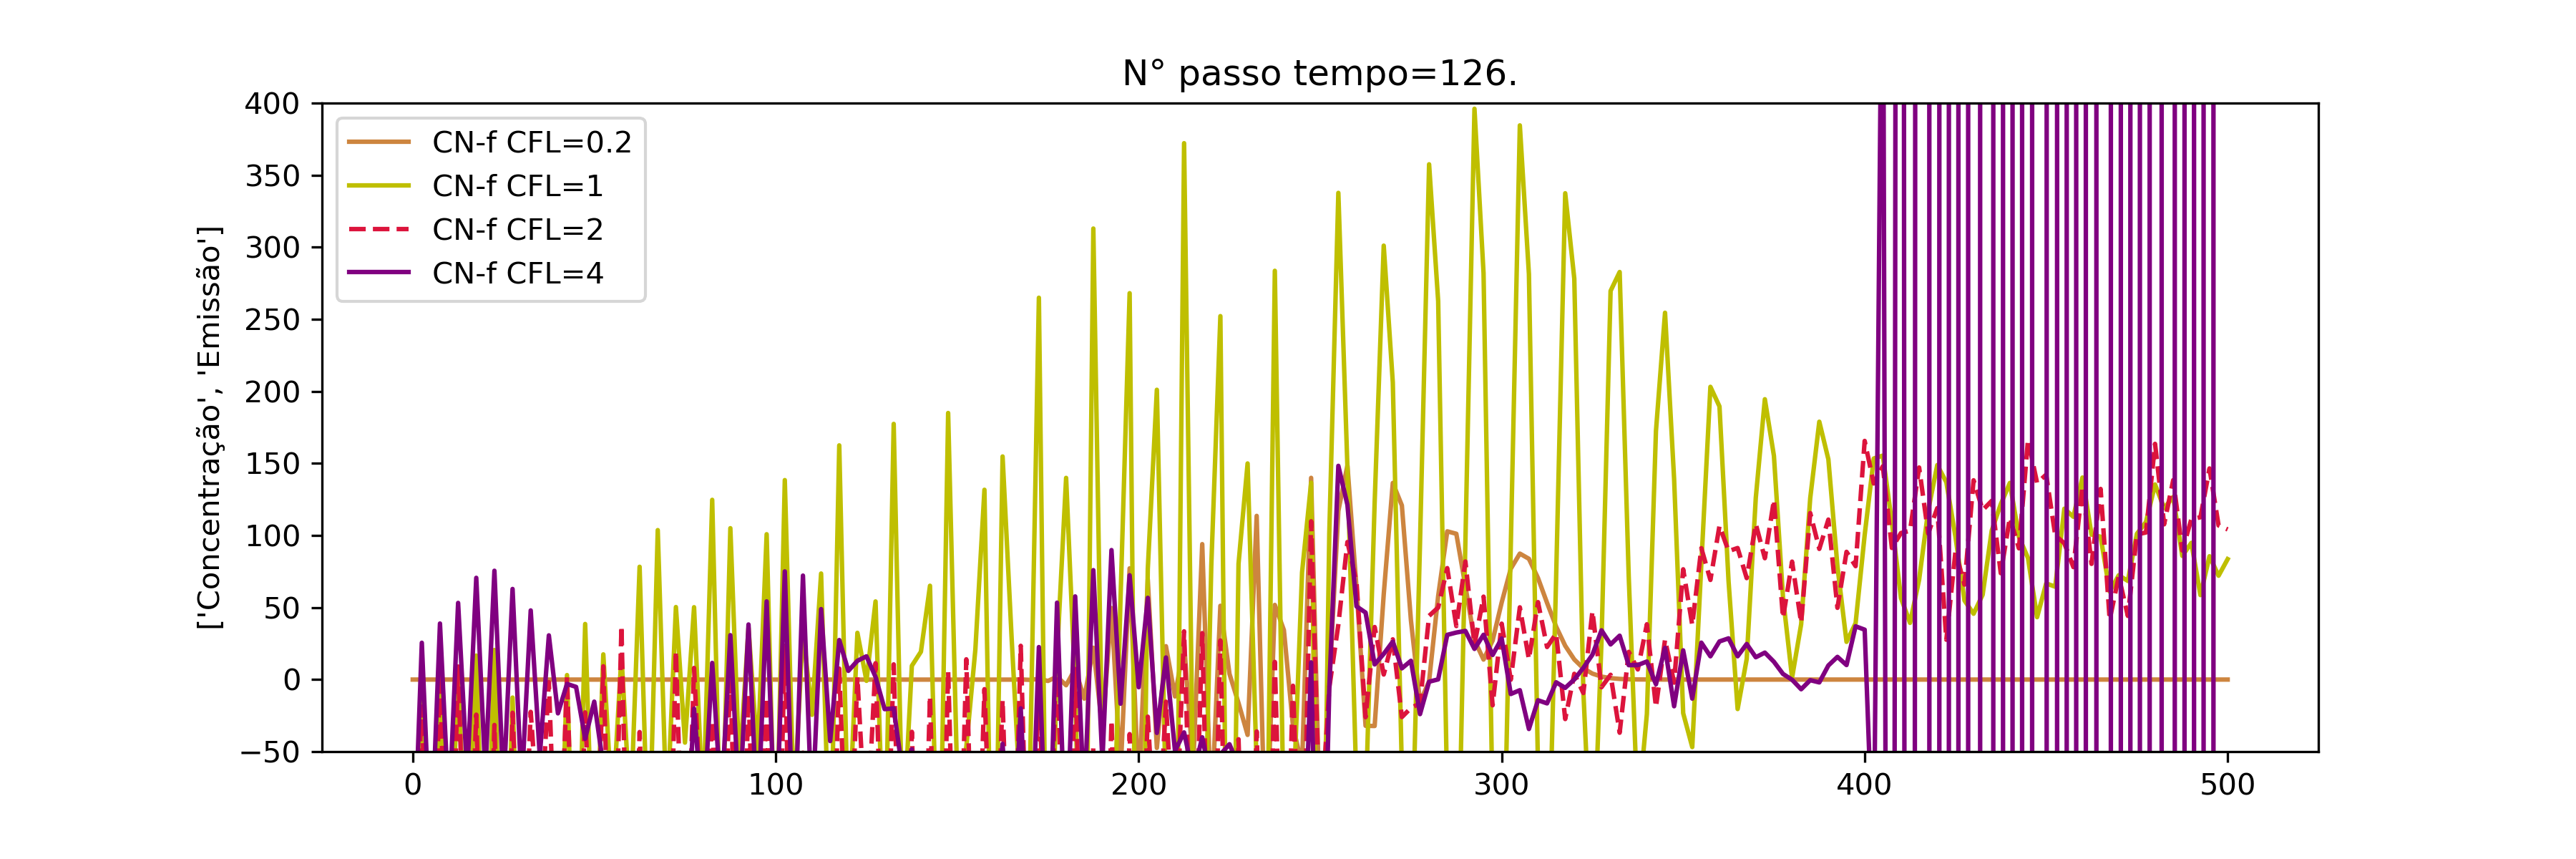 N° passo tempo=126.
['Concentração', 'Emissão']
400
350
300
250
200
150
100
50
0
−50
CN-f CFL=0.2
CN-f CFL=1
CN-f CFL=2
CN-f CFL=4
0 100 200 300 400 500